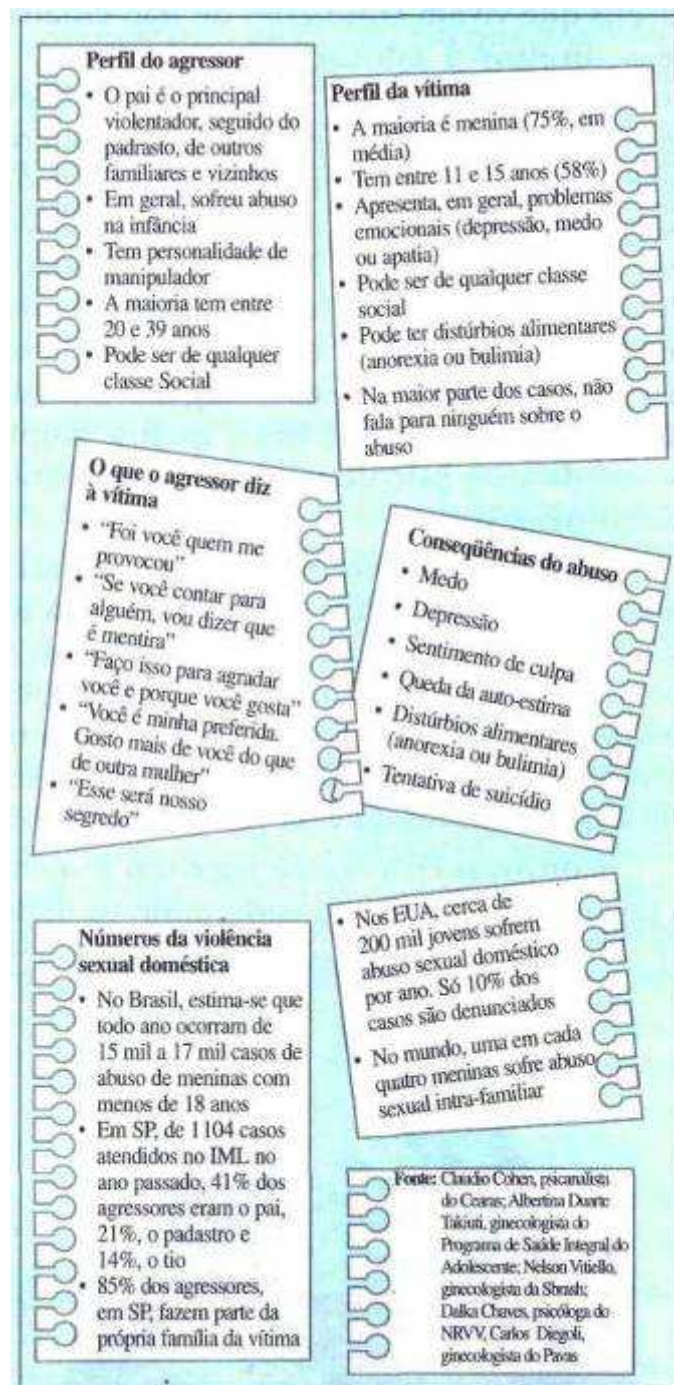 Perfil do agressor
• O pai é o principal
violentador, seguido do
padrasto, de outros
familiares e vizinhos
• Em geral, sofreu abuso
na infância
• Tem personalidade de
manipulador
• A maioria tem entre
20 e 39 anos
• Pode ser de qualquer
classe Social
Perfil da vítima
• A maioria é menina (75%, em
média)
• Tem entre 11 e 15 anos (58%)
• Apresenta, em geral, problemas
emocionais (depressão, medo
ou apatia)
• Pode ser de qualquer classe
social
• Pode ter distúrbios alimentares
(anorexia ou bulimia)
• Na maior parte dos casos, não
fala para ninguém sobre o
abuso
O que o agressor diz
à vítima
• “Foi você quem me
provocou”
• “Se você contar para
alguém, vou dizer que
é mentira”
• “Faço isso para agradar
você e porque você gosta”
• “Você é minha preferida.
Gosto mais de você do que
de outra mulher”
• “Esse será nosso
segredo”
Conseqüências do abuso
• Medo
• Depressão
• Sentimento de culpa
• Queda da auto-estima
• Distúrbios alimentares
(anorexia ou bulimia)
• Tentativa de suicídio
Números da violência
sexual doméstica
• No Brasil, estima-se que
todo ano ocorram de
15 mil a 17 mil casos de
abuso de meninas com
menos de 18 anos
• Em SP, de 1104 casos
atendidos no IML no
ano passado, 41% dos
agressores eram o pai,
21%, o padastro e
14%, o tio
• 85% dos agressores,
em SP, fazem parte da
própria família da vítima
• Nos EUA, cerca de
200 mil jovens sofrem
abuso sexual doméstico
por ano. Só 10% dos
casos são denunciados
• No mundo, uma em cada
quatro meninas sofre abuso
sexual intra-familiar
Fonte: Claudio Cohen, psicanalista
do Cearas; Albertina Duarte
Takiuti, ginecologista do
Programa de Saúde Integral do
Adolescente; Nelson Vitiello,
ginecologista da Sbrash;
Dalka Chaves, psicóloga do
NRVV, Carlos Diegoli,
ginecologista do Pavas